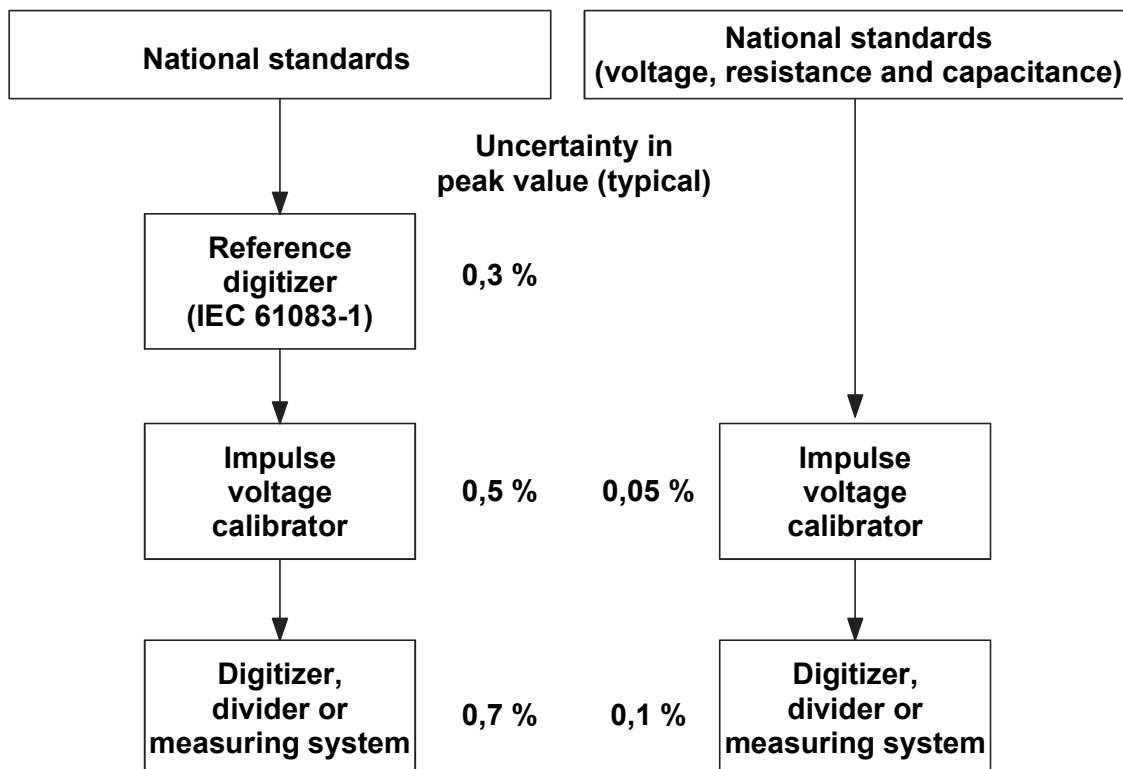 National standards
National standards
(voltage, resistance and capacitance)
Uncertainty in
peak value (typical)
Reference
digitizer
(IEC 61083-1)
0,3 %
Impulse
voltage
calibrator
0,5 %
0,05 %
Impulse
voltage
calibrator
Digitizer,
divider or
measuring system
0,7 %
0,1 %
Digitizer,
divider or
measuring system